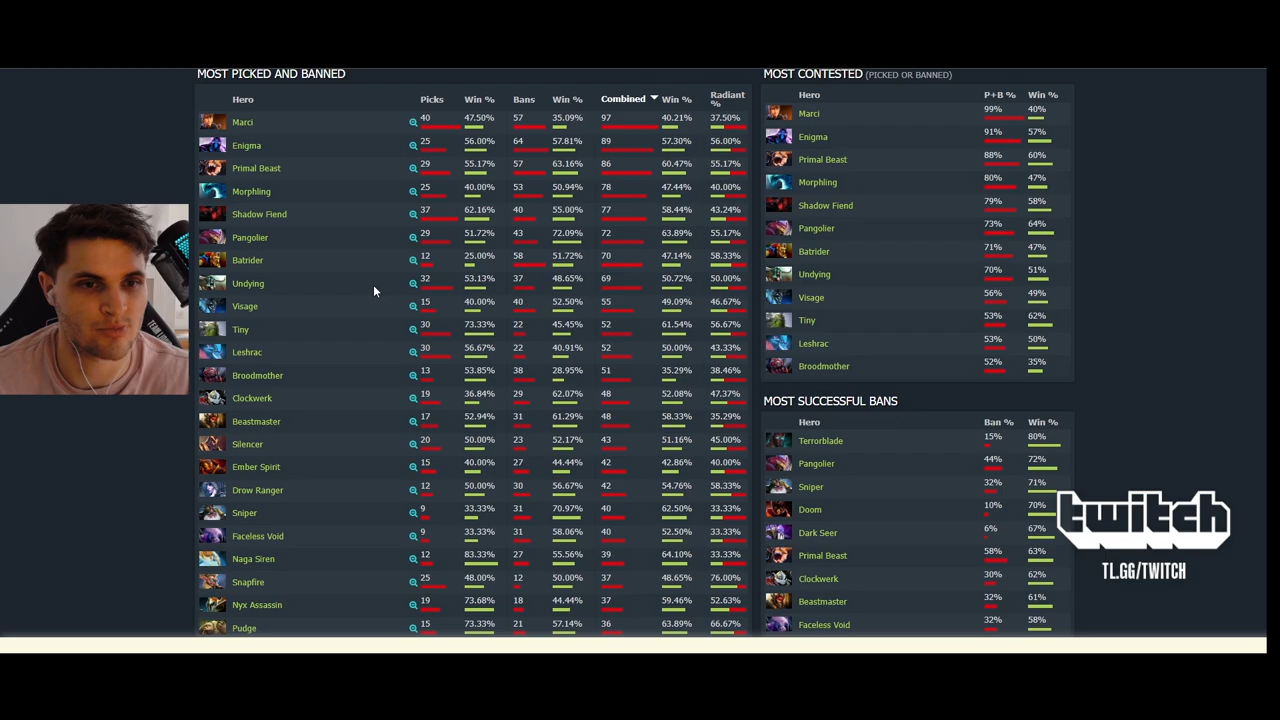 MOST PICKED AND BANNED
Hero Picks Win % Bans Win % Combined Win % Radiant %
Marci 40 47.50% 57 35.09% 97 40.21% 37.50%
Enigma 25 56.00% 64 57.81% 89 57.30% 56.00%
Primal Beast 29 55.17% 57 63.16% 86 60.47% 55.17%
Morphling 25 40.00% 53 50.94% 78 47.44% 40.00%
Shadow Fiend 37 62.16% 40 55.00% 77 58.44% 43.24%
Pangolier 29 51.72% 43 72.09% 72 63.89% 55.17%
Batrider 12 25.00% 58 51.72% 70 47.14% 58.33%
Undying 32 53.13% 37 48.65% 69 50.72% 50.00%
Visage 15 40.00% 40 52.50% 55 49.09% 46.67%
Tiny 30 73.33% 22 45.45% 52 61.54% 56.67%
Leshrac 30 56.67% 22 40.91% 52 50.00% 43.33%
Broodmother 13 53.85% 38 28.95% 51 35.29% 38.46%
Clockwerk 19 36.84% 29 62.07% 48 52.08% 47.37%
Beastmaster 17 52.94% 31 61.29% 48 58.33% 35.29%
Silencer 20 50.00% 23 52.17% 43 51.16% 45.00%
Ember Spirit 15 40.00% 27 44.44% 42 42.86% 40.00%
Drow Ranger 12 50.00% 30 56.67% 42 54.76% 58.33%
Sniper 9 33.33% 31 70.97% 40 62.50% 33.33%
Faceless Void 9 33.33% 31 58.06% 40 52.50% 33.33%
Naga Siren 12 83.33% 27 55.56% 39 64.10% 33.33%
Snapfire 25 48.00% 12 50.00% 37 48.65% 76.00%
Nyx Assassin 19 73.68% 18 44.44% 37 59.46% 52.63%
Pudge 15 73.33% 21 57.14% 36 63.89% 66.67%
MOST CONTESTED (PICKED OR BANNED)
Hero P+B % Win %
Marci 99% 40%
Enigma 91% 57%
Primal Beast 88% 60%
Morphling 80% 47%
Shadow Fiend 79% 58%
Pangolier 73% 64%
Batrider 71% 47%
Undying 70% 51%
Visage 56% 49%
Tiny 53% 62%
Leshrac 53% 50%
Broodmother 52% 35%
MOST SUCCESSFUL BANS
Hero Ban % Win %
Terrorblade 15% 80%
Pangolier 44% 72%
Sniper 32% 71%
Doom 10% 70%
Dark Seer 6% 67%
Primal Beast 58% 63%
Clockwerk 30% 62%
Beastmaster 32% 61%
Faceless Void 32% 58%
twitch
TL.GG/TWITCH